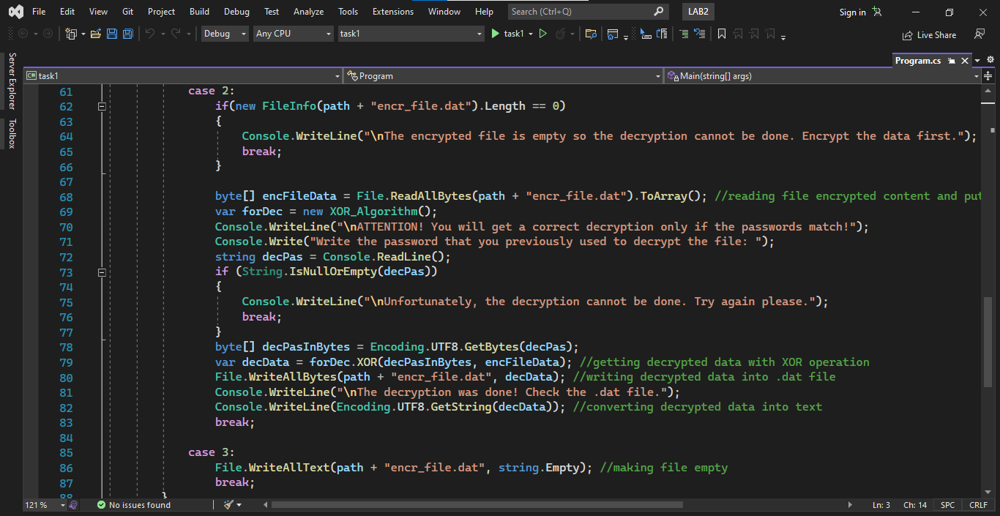 File Edit View Git Project Build Debug Test Analyze Tools Extensions Window Help Search (Ctrl+Q) LAB2 Sign in
Debug Any CPU task1 task1 Live Share
Server Explorer
Toolbox
Program.cs
C# task1 Program Main(string[] args)
61 case 2:
62 if(new FileInfo(path + "encr_file.dat").Length == 0)
63 {
64 Console.WriteLine("\nThe encrypted file is empty so the decryption cannot be done. Encrypt the data first.");
65 break;
66 }
67
68 byte[] encFileData = File.ReadAllBytes(path + "encr_file.dat").ToArray(); //reading file encrypted content and put
69 var forDec = new XOR_Algorithm();
70 Console.WriteLine("\nATTENTION! You will get a correct decryption only if the passwords match!");
71 Console.Write("Write the password that you previously used to decrypt the file: ");
72 string decPas = Console.ReadLine();
73 if (String.IsNullOrEmpty(decPas))
74 {
75 Console.WriteLine("\nUnfortunately, the decryption cannot be done. Try again please.");
76 break;
77 }
78 byte[] decPasInBytes = Encoding.UTF8.GetBytes(decPas);
79 var decData = forDec.XOR(decPasInBytes, encFileData); //getting decrypted data with XOR operation
80 File.WriteAllBytes(path + "encr_file.dat", decData); //writing decrypted data into .dat file
81 Console.WriteLine("\nThe decryption was done! Check the .dat file.");
82 Console.WriteLine(Encoding.UTF8.GetString(decData)); //converting decrypted data into text
83 break;
84
85 case 3:
86 File.WriteAllText(path + "encr_file.dat", string.Empty); //making file empty
87 break;
88 }
121 % No issues found Ln: 3 Ch: 14 SPC CRLF